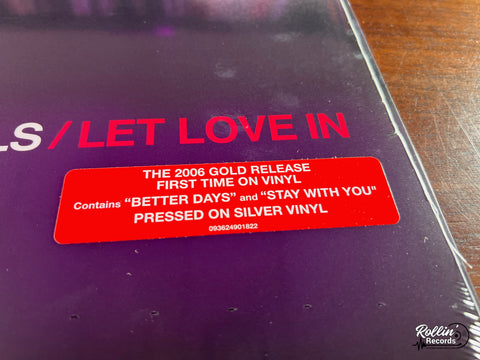 LS / LET LOVE IN
THE 2006 GOLD RELEASE
FIRST TIME ON VINYL
Contains "BETTER DAYS" and "STAY WITH YOU"
PRESSED ON SILVER VINYL
093624901822
Rollin'
Records